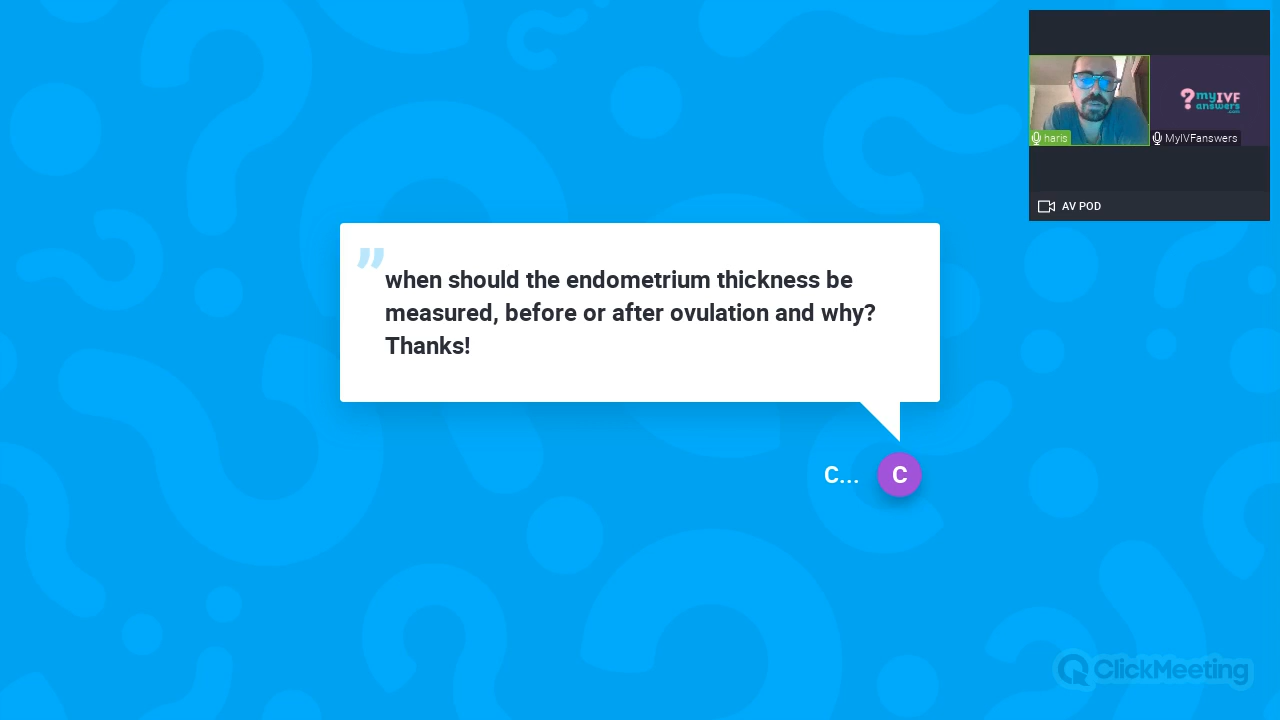 ?myIVF
answers
.com
haris
MyIVFanswers
AV POD
” when should the endometrium thickness be
measured, before or after ovulation and why?
Thanks!
C... C
ClickMeeting